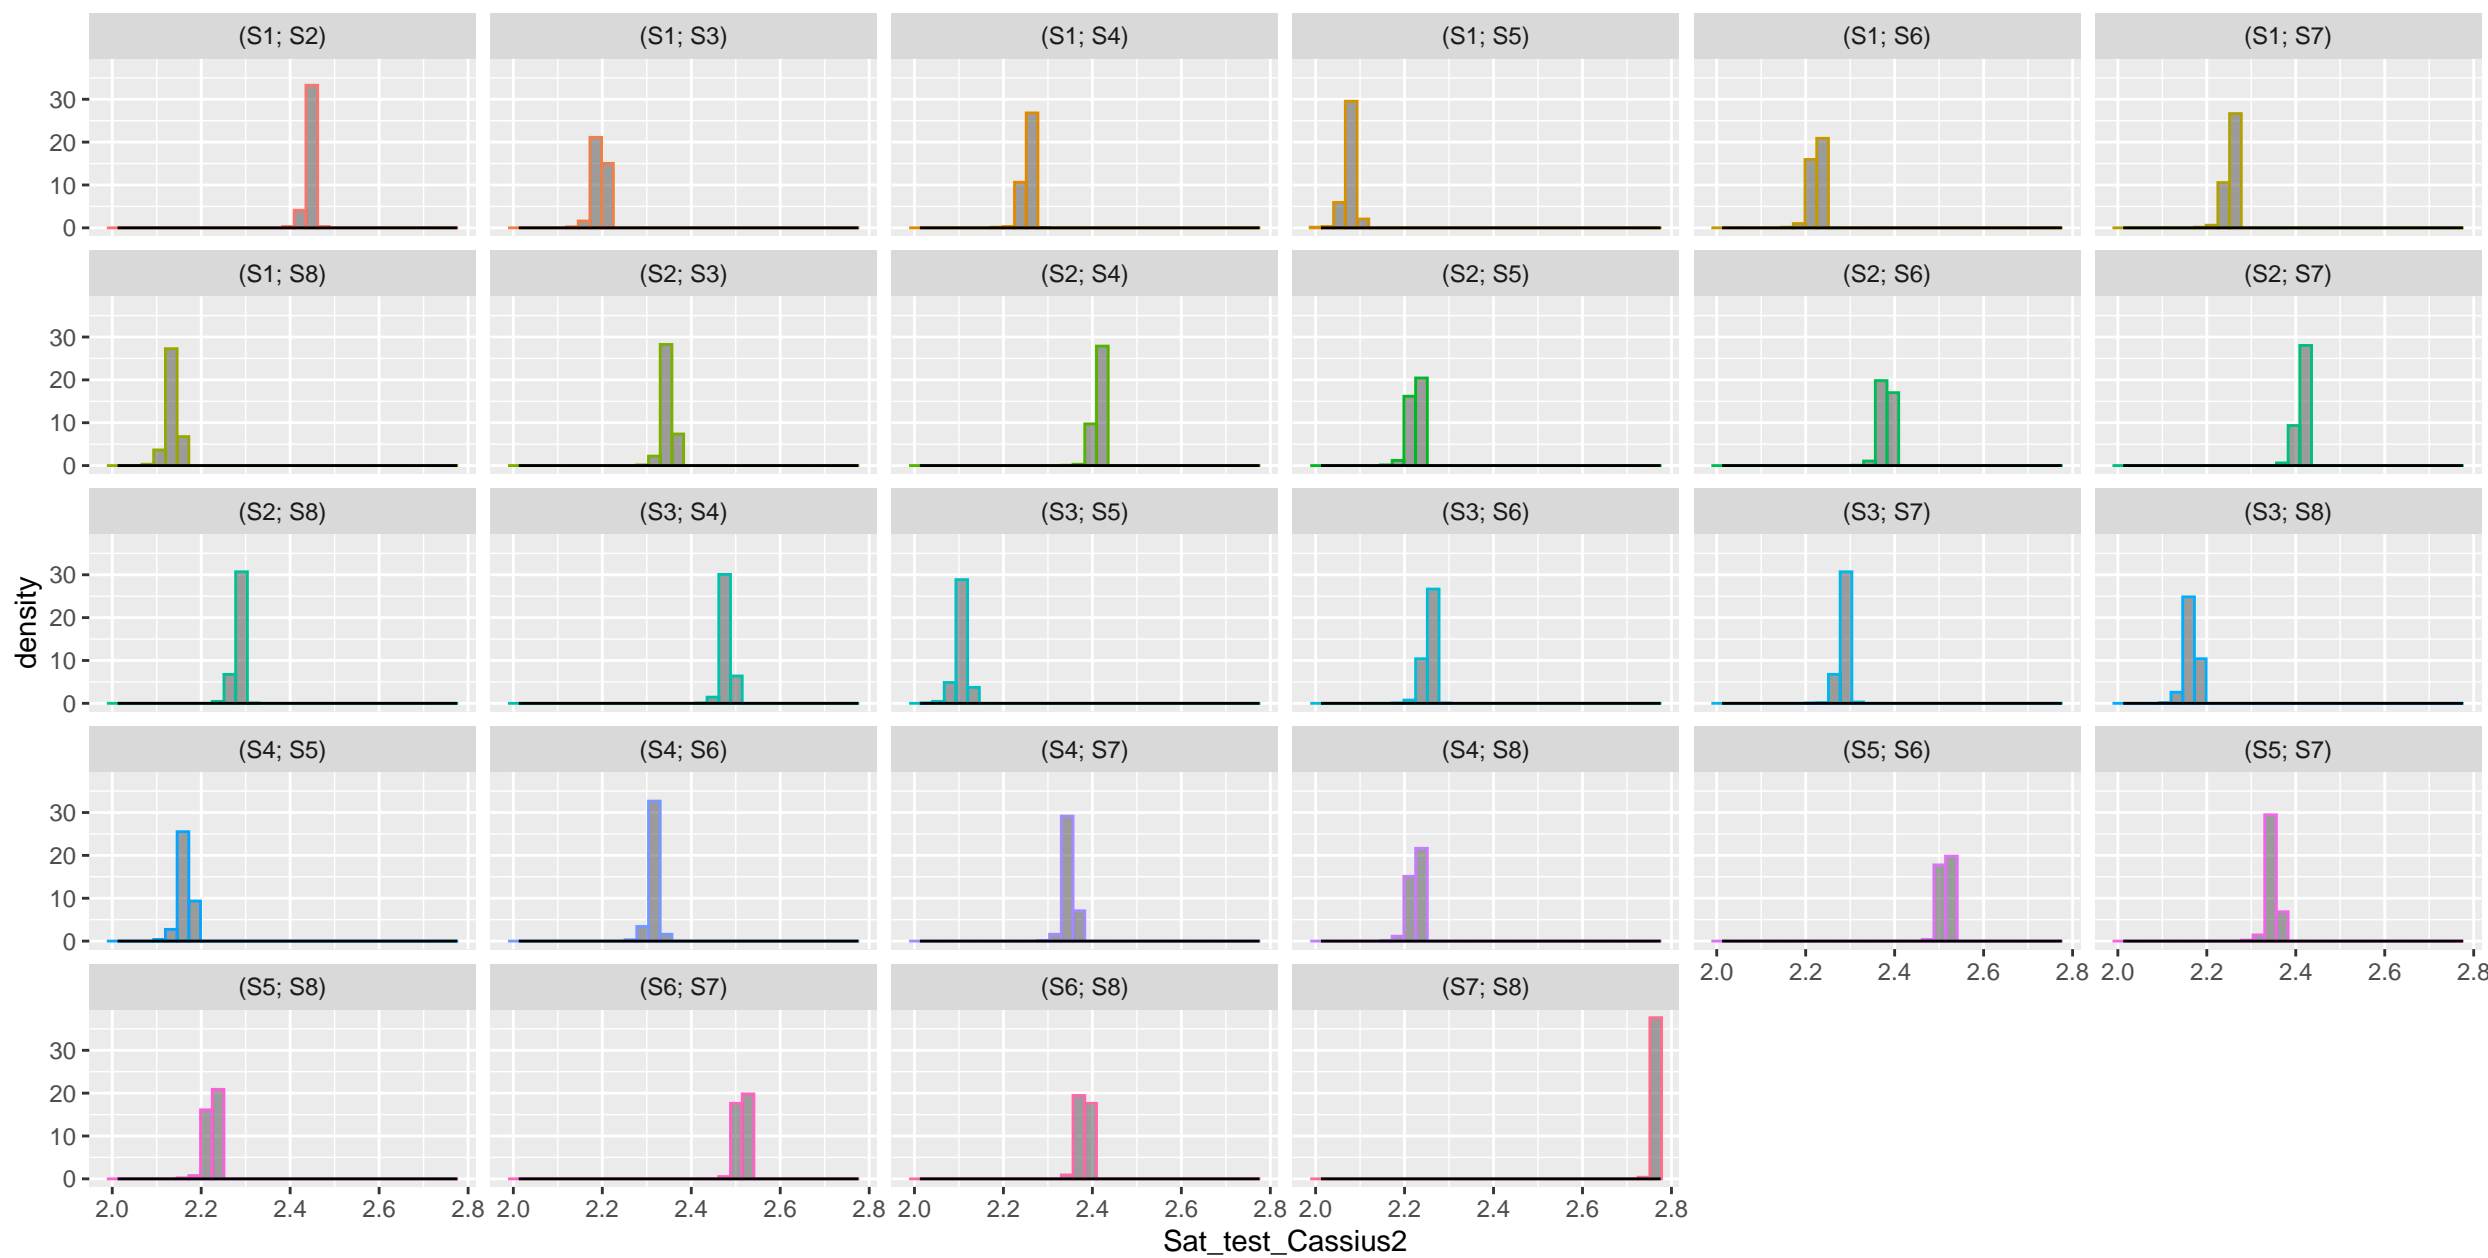 (S1; S2) (S1; S3) (S1; S4) (S1; S5) (S1; S6) (S1; S7)
30
20
10
0
(S1; S8) (S2; S3) (S2; S4) (S2; S5) (S2; S6) (S2; S7)
30
20
10
0
(S2; S8) (S3; S4) (S3; S5) (S3; S6) (S3; S7) (S3; S8)
30
20
10
0
density
(S4; S5) (S4; S6) (S4; S7) (S4; S8) (S5; S6) (S5; S7)
30
20
10
0
2.0 2.2 2.4 2.6 2.8 2.0 2.2 2.4 2.6 2.8
(S5; S8) (S6; S7) (S6; S8) (S7; S8)
30
20
10
0
2.0 2.2 2.4 2.6 2.8 2.0 2.2 2.4 2.6 2.8 2.0 2.2 2.4 2.6 2.8 2.0 2.2 2.4 2.6 2.8
Sat_test_Cassius2